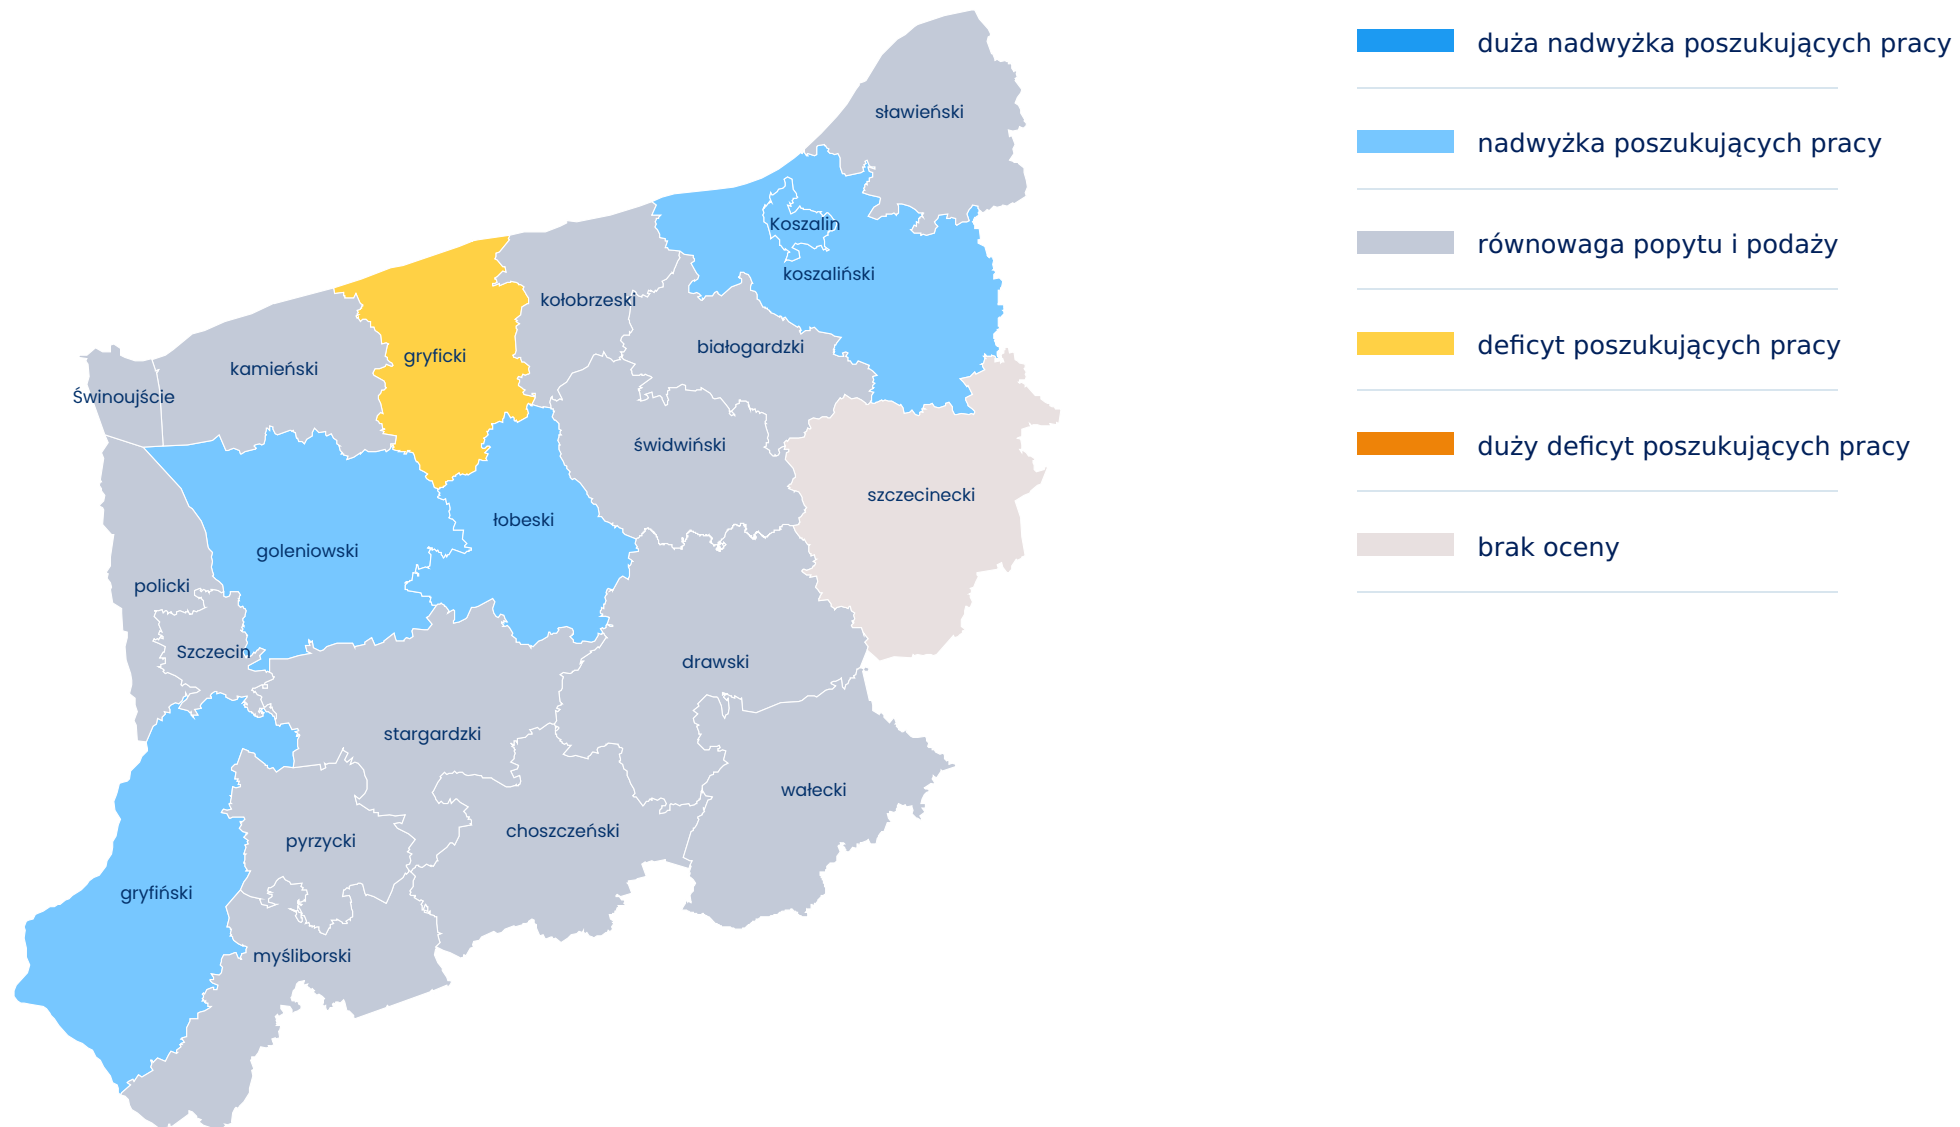 duża nadwyżka poszukujących pracy
nadwyżka poszukujących pracy
równowaga popytu i podaży
deficyt poszukujących pracy
duży deficyt poszukujących pracy
brak oceny
sławieński
Koszalin
koszaliński
kołobrzeski
białogardzki
gryficki
kamieński
Świnoujście
świdwiński
szczecinecki
łobeski
goleniowski
policki
Szczecin
drawski
stargardzki
wałecki
choszczeński
pyrzycki
gryfiński
myśliborski